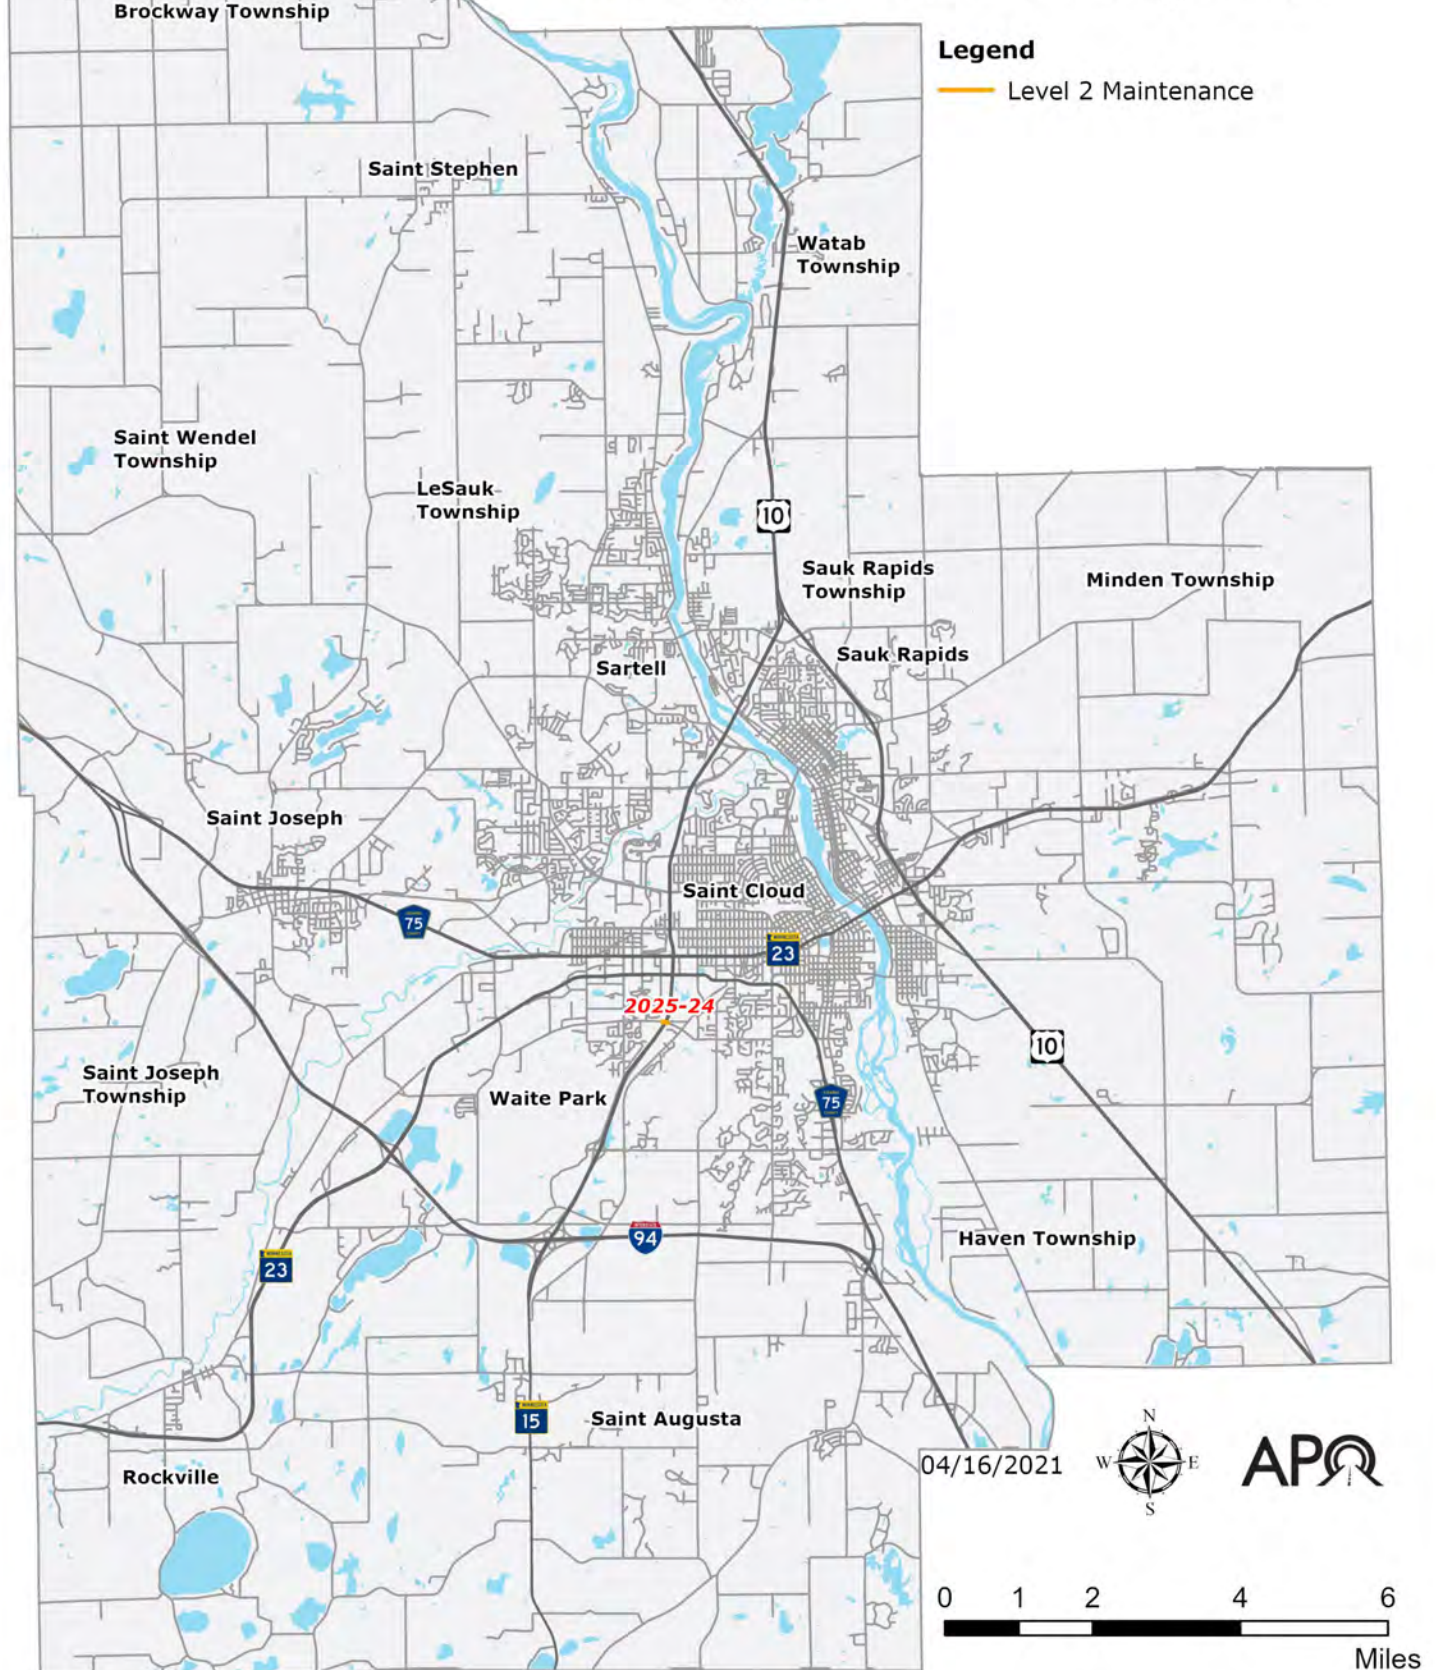 Brockway Township
Legend
Level 2 Maintenance
Saint Stephen
Watab
Township
Saint Wendel
Township
LeSauk
Township
10
Sauk Rapids
Township
Minden Township
Sauk Rapids
Sartell
Saint Joseph
Saint Cloud
75
23
2025-24
10
Saint Joseph
Township
Waite Park
75
94
Haven Township
23
15
Saint Augusta
N
W
E
S
04/16/2021
APO
Rockville
0 1 2 4 6
Miles